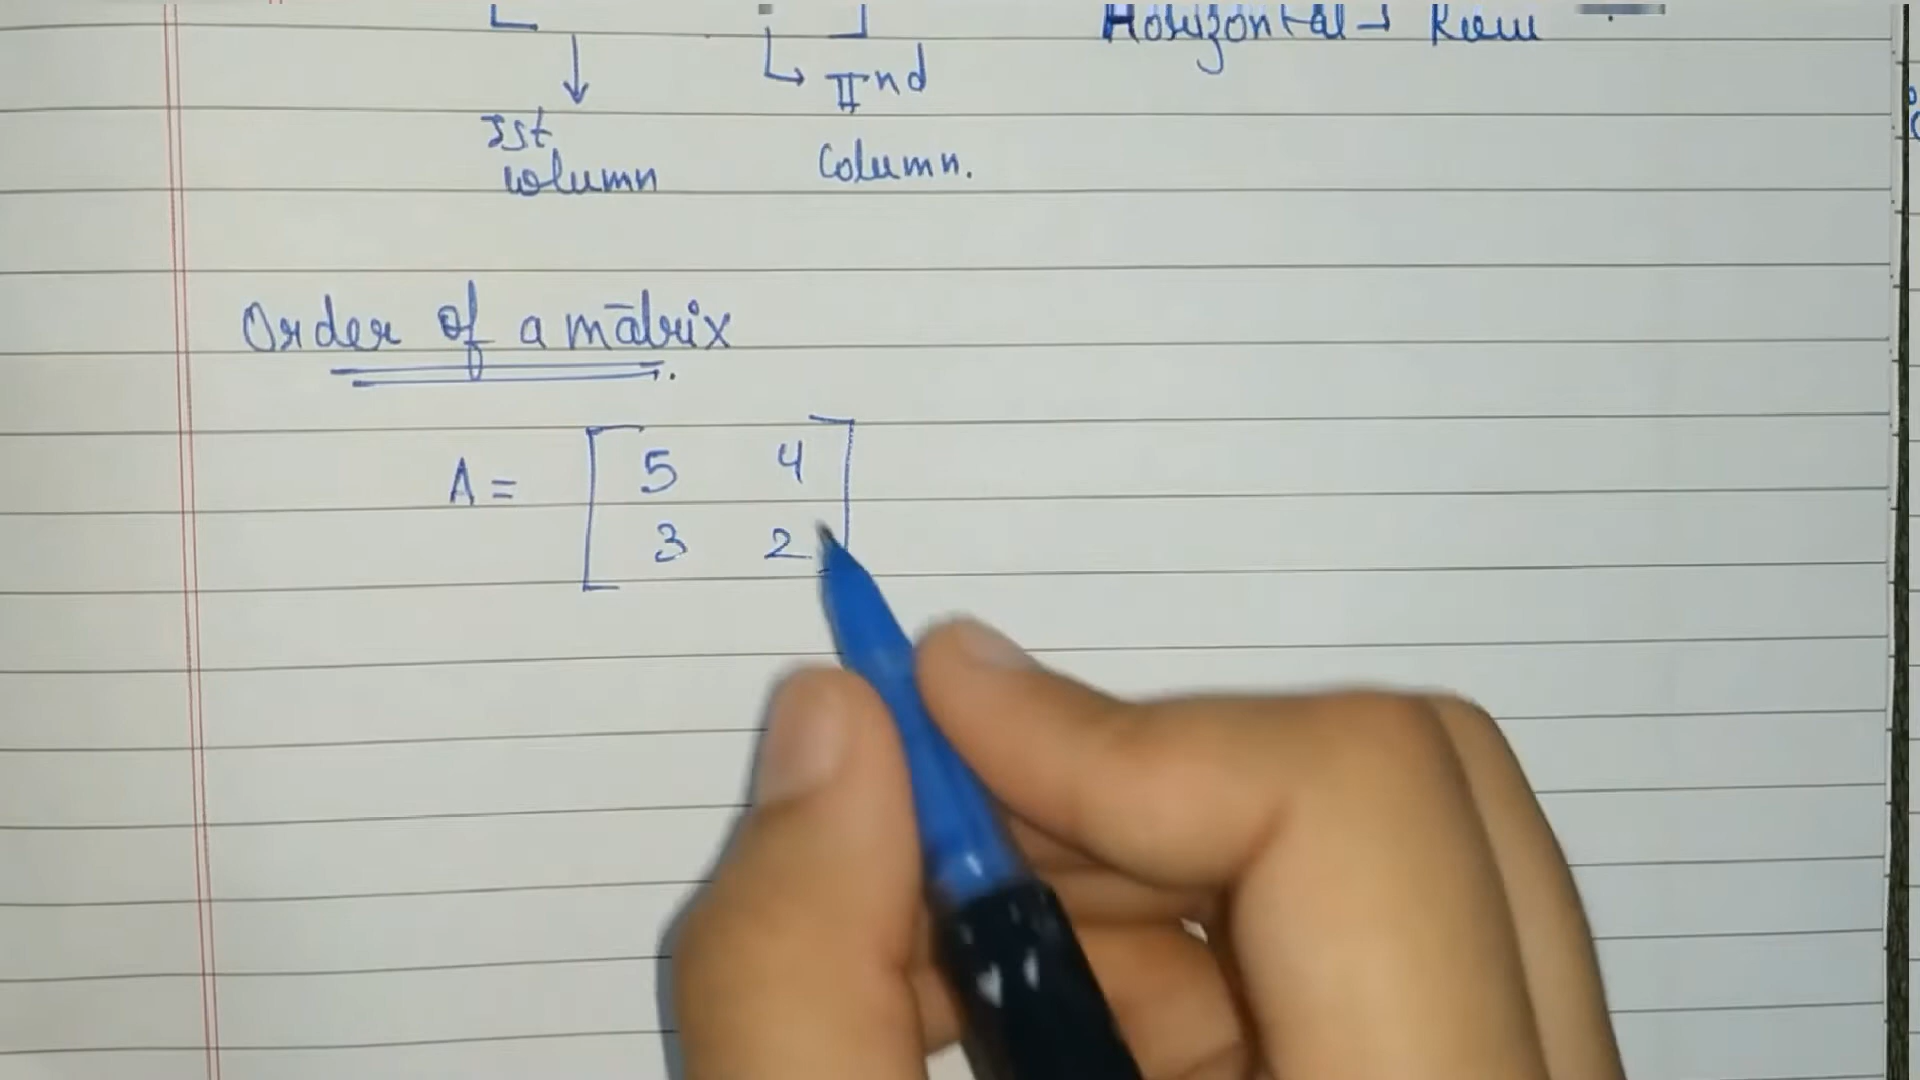 Horizontal → Row
IInd
Ist
column
Column.
Order of a matrix
A = [ 5 4
3 2 ]